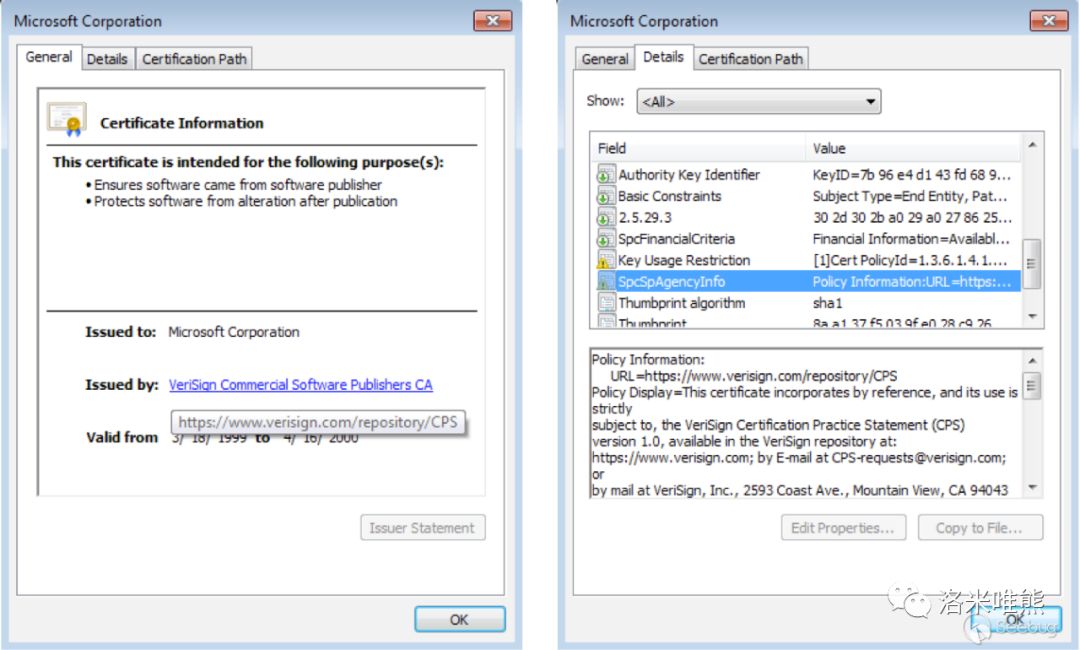 Microsoft Corporation
General Details Certification Path
Certificate Information
This certificate is intended for the following purpose(s):
•Ensures software came from software publisher
•Protects software from alteration after publication
Issued to: Microsoft Corporation
Issued by: VeriSign Commercial Software Publishers CA
https://www.verisign.com/repository/CPS
Valid from 3/ 18/ 1999 to 4/ 16/ 2000
Issuer Statement
OK
Microsoft Corporation
General Details Certification Path
Show: <All>
Field Value
Authority Key Identifier KeyID=7b 96 e4 d1 43 fd 68 9...
Basic Constraints Subject Type=End Entity, Pat...
2.5.29.3 30 2d 30 2b a0 29 a0 27 86 25...
SpcFinancialCriteria Financial Information=Availabl...
Key Usage Restriction [1]Cert PolicyId=1.3.6.1.4.1....
SpcSpAgencyInfo Policy Information:URL=https:...
Thumbprint algorithm sha1
Thumbprint 8a a1 37 f5 03 9f e0 28 c9 26
Policy Information:
URL=https://www.verisign.com/repository/CPS
Policy Display=This certificate incorporates by reference, and its use is
strictly
subject to, the VeriSign Certification Practice Statement (CPS)
version 1.0, available in the VeriSign repository at:
https://www.verisign.com; by E-mail at CPS-requests@verisign.com;
or
by mail at VeriSign, Inc., 2593 Coast Ave., Mountain View, CA 94043
Edit Properties... Copy to File...
洛米唯熊
OK
Seebug